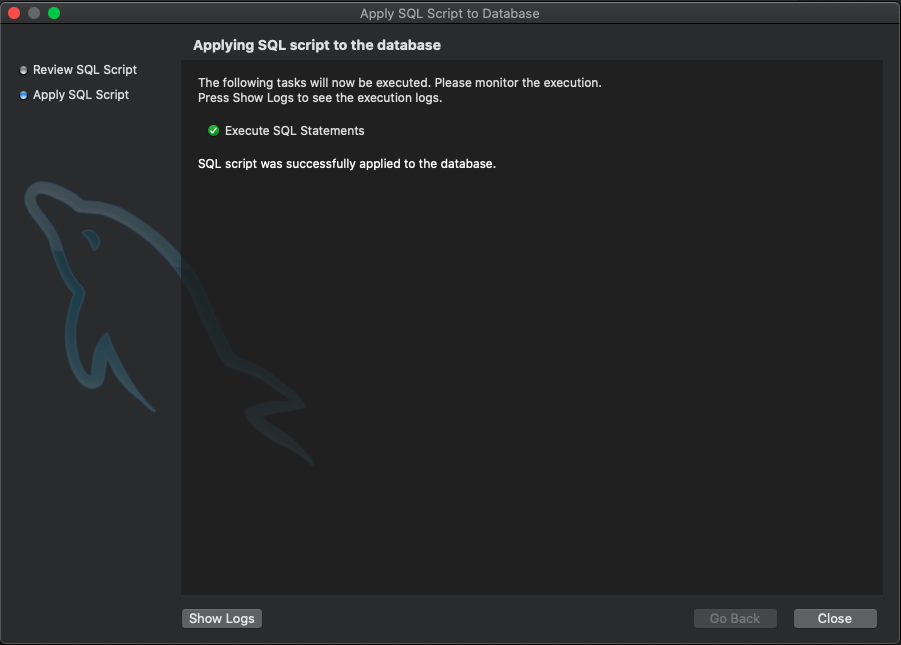 Apply SQL Script to Database
Applying SQL script to the database
Review SQL Script
Apply SQL Script
The following tasks will now be executed. Please monitor the execution.
Press Show Logs to see the execution logs.
Execute SQL Statements
SQL script was successfully applied to the database.
Show Logs
Go Back
Close